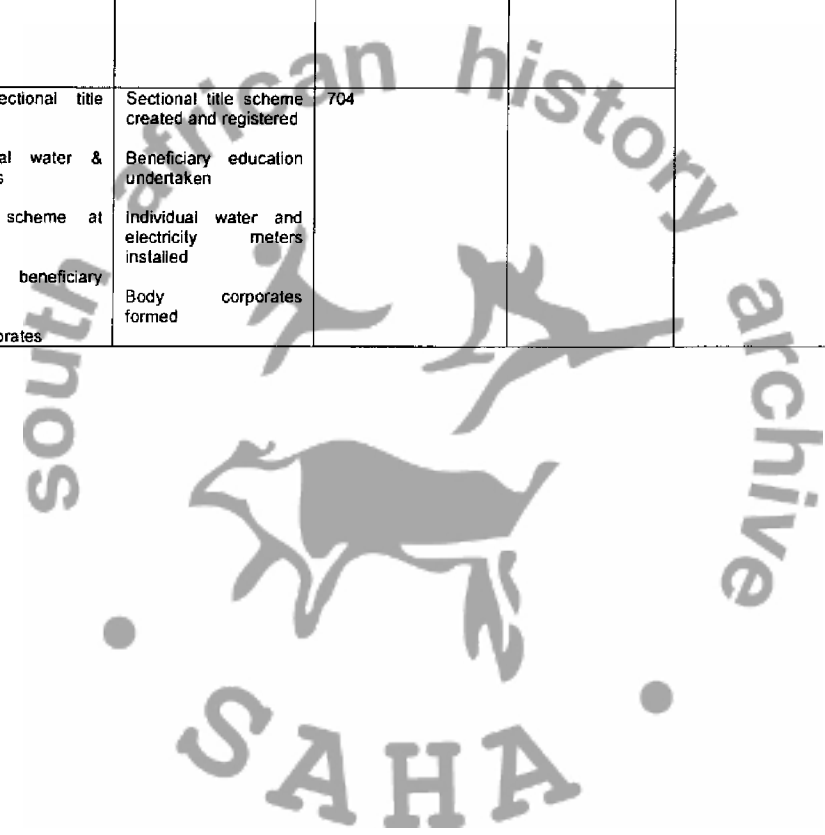 ectional title
al water &
s
scheme at
beneficiary
orates
Sectional title scheme
created and registered
Beneficiary education
undertaken
Individual water and
electricity meters
installed
Body corporates
formed
704
south african history archive
SAHA